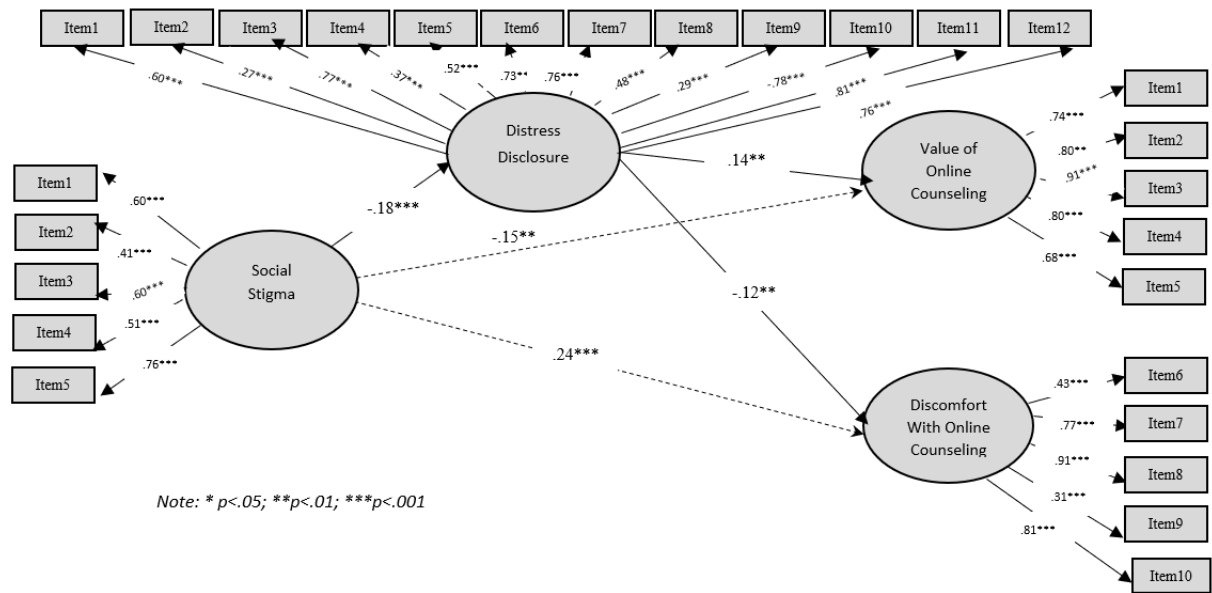 Item1
Item2
Item3
Item4
Item5
Item6
Item7
Item8
Item9
Item10
Item11
Item12
.60***
.27***
.77***
.37***
.52***
.73**
.76***
.48***
.29***
-.78***
.81***
.76***
Distress
Disclosure
Item1
Item2
Item3
Item4
Item5
.60***
.41***
.60***
.51***
.76***
Social
Stigma
-.18***
-.15**
.24***
.14**
-.12**
Value of
Online
Counseling
.74***
.80**
.91***
.80***
.68***
Item1
Item2
Item3
Item4
Item5
Discomfort
With Online
Counseling
.43***
.77***
.91***
.31***
.81***
Item6
Item7
Item8
Item9
Item10
Note: * p<.05; **p<.01; ***p<.001